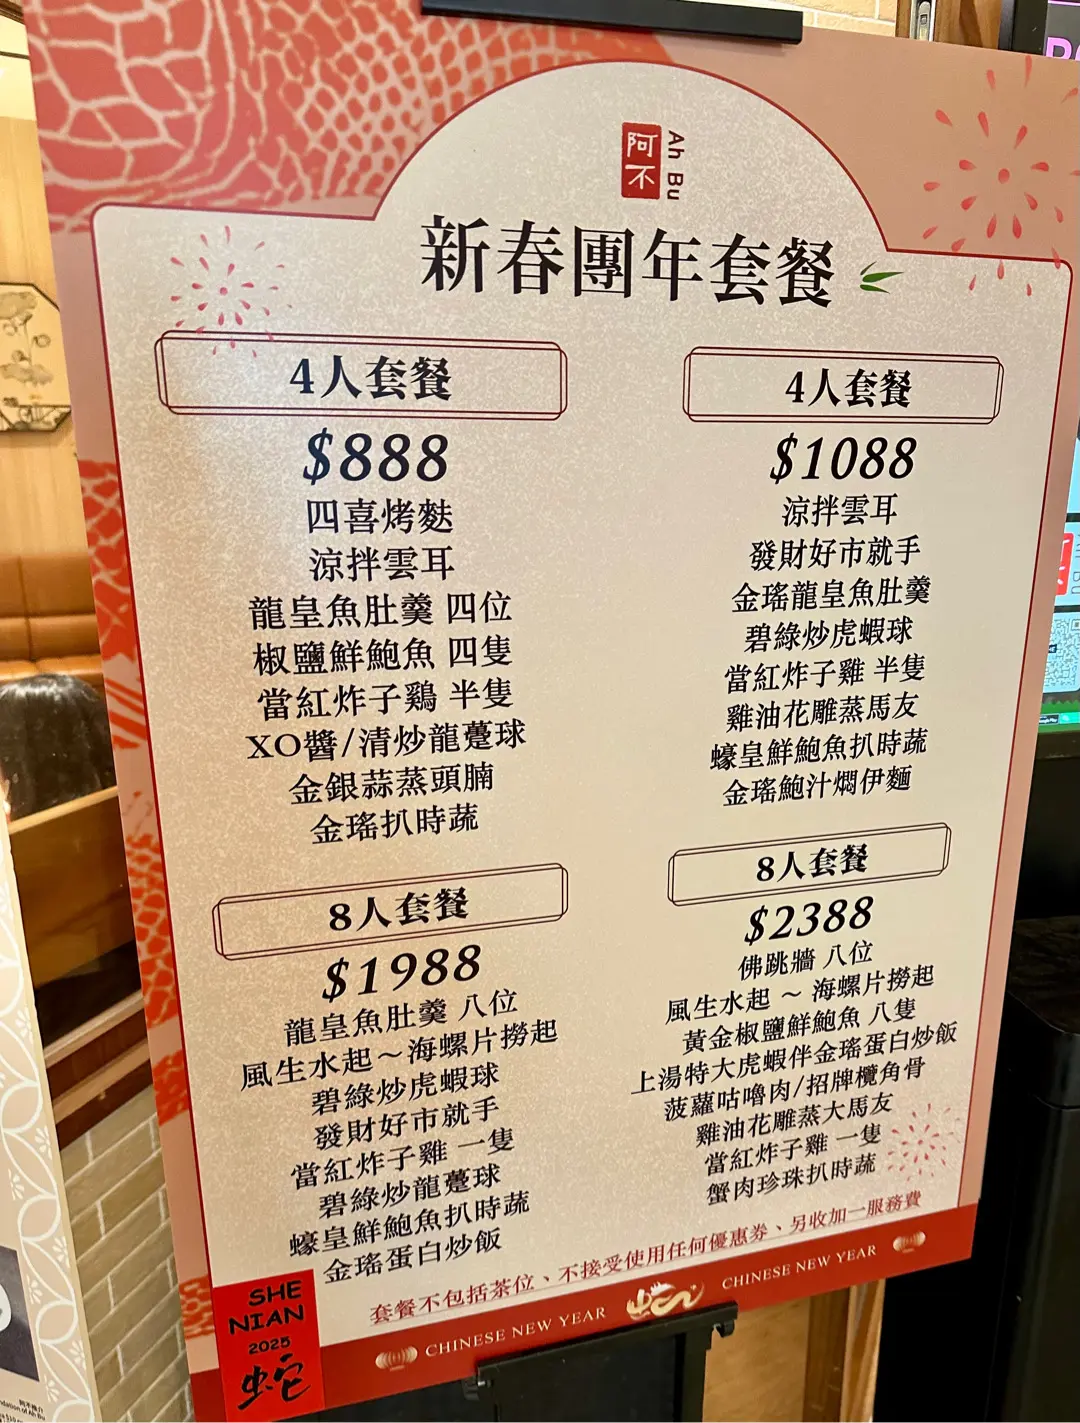 阿不
Ah Bu
新春團年套餐
4人套餐
$888
四喜烤麩
涼拌雲耳
龍皇魚肚羹 四位
椒鹽鮮鮑魚 四隻
當紅炸子鷄 半隻
XO醬/清炒龍躉球
金銀蒜蒸頭腩
金瑤扒時蔬
4人套餐
$1088
涼拌雲耳
發財好市就手
金瑤龍皇魚肚羹
碧綠炒虎蝦球
當紅炸子雞 半隻
雞油花雕蒸馬友
蠔皇鮮鮑魚扒時蔬
金瑤鮑汁燜伊麵
8人套餐
$1988
龍皇魚肚羹 八位
風生水起～海螺片撈起
碧綠炒虎蝦球
發財好市就手
當紅炸子雞 一隻
碧綠炒龍躉球
蠔皇鮮鮑魚扒時蔬
金瑤蛋白炒飯
8人套餐
$2388
佛跳牆 八位
風生水起 ～ 海螺片撈起
黃金椒鹽鮮鮑魚 八隻
上湯特大虎蝦伴金瑤蛋白炒飯
菠蘿咕嚕肉/招牌欖角骨
雞油花雕蒸大馬友
當紅炸子雞 一隻
蟹肉珍珠扒時蔬
套餐不包括茶位、不接受使用任何優惠券、另收加一服務費
CHINESE NEW YEAR
CHINESE NEW YEAR
SHE
NIAN
2025
蛇